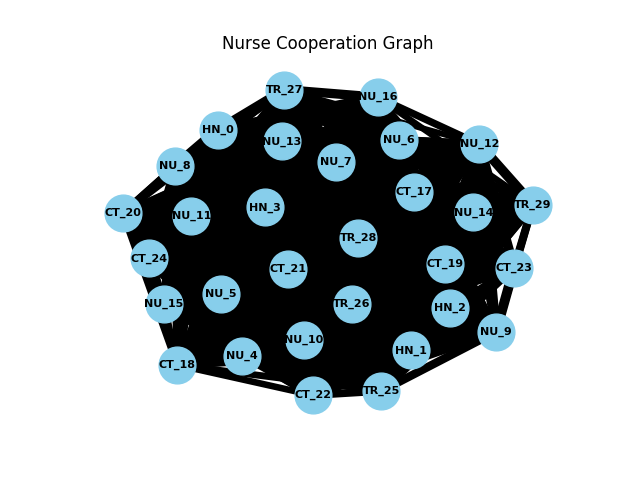 Nurse Cooperation Graph
TR_27
NU_16
HN_0
NU_13
NU_6
NU_12
NU_7
NU_8
CT_17
TR_29
HN_3
NU_14
CT_20
NU_11
TR_28
CT_24
CT_19
CT_23
CT_21
NU_5
NU_15
TR_26
HN_2
NU_9
NU_10
HN_1
NU_4
CT_18
TR_25
CT_22